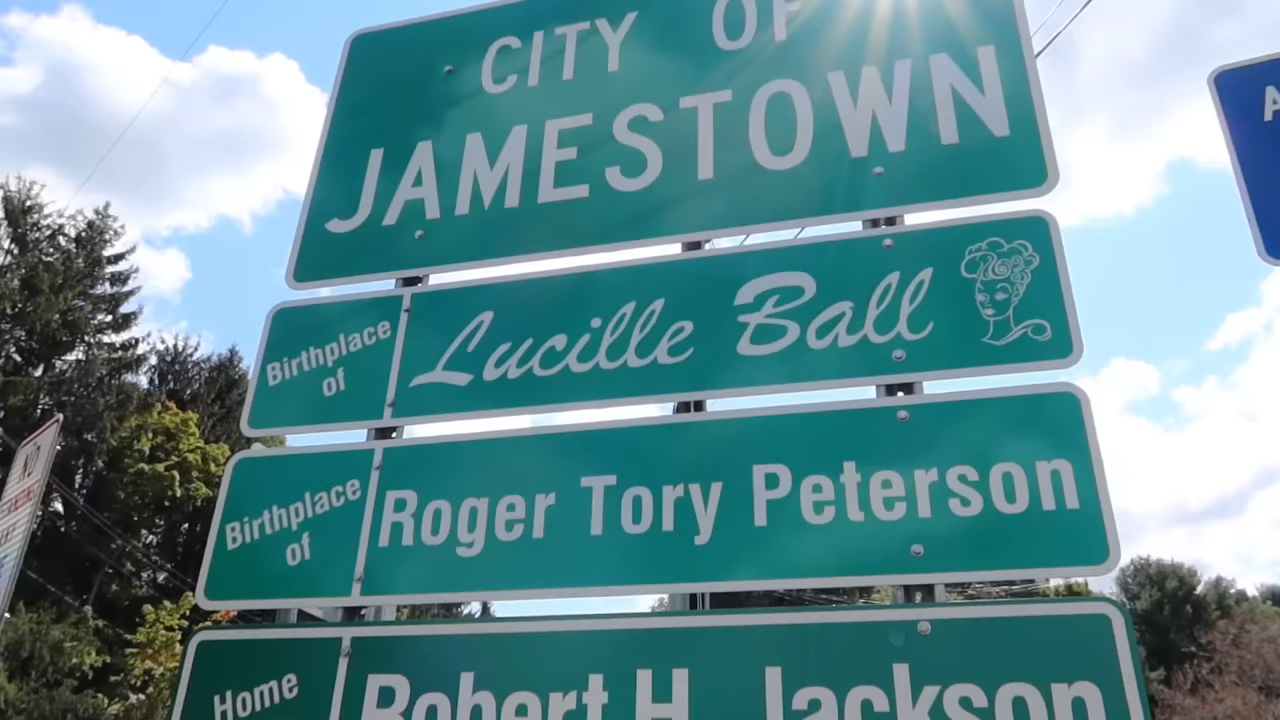 CITY OF
JAMESTOWN
Birthplace
of
Lucille Ball
Birthplace
of
Roger Tory Peterson
Home
Robert H. Jackson